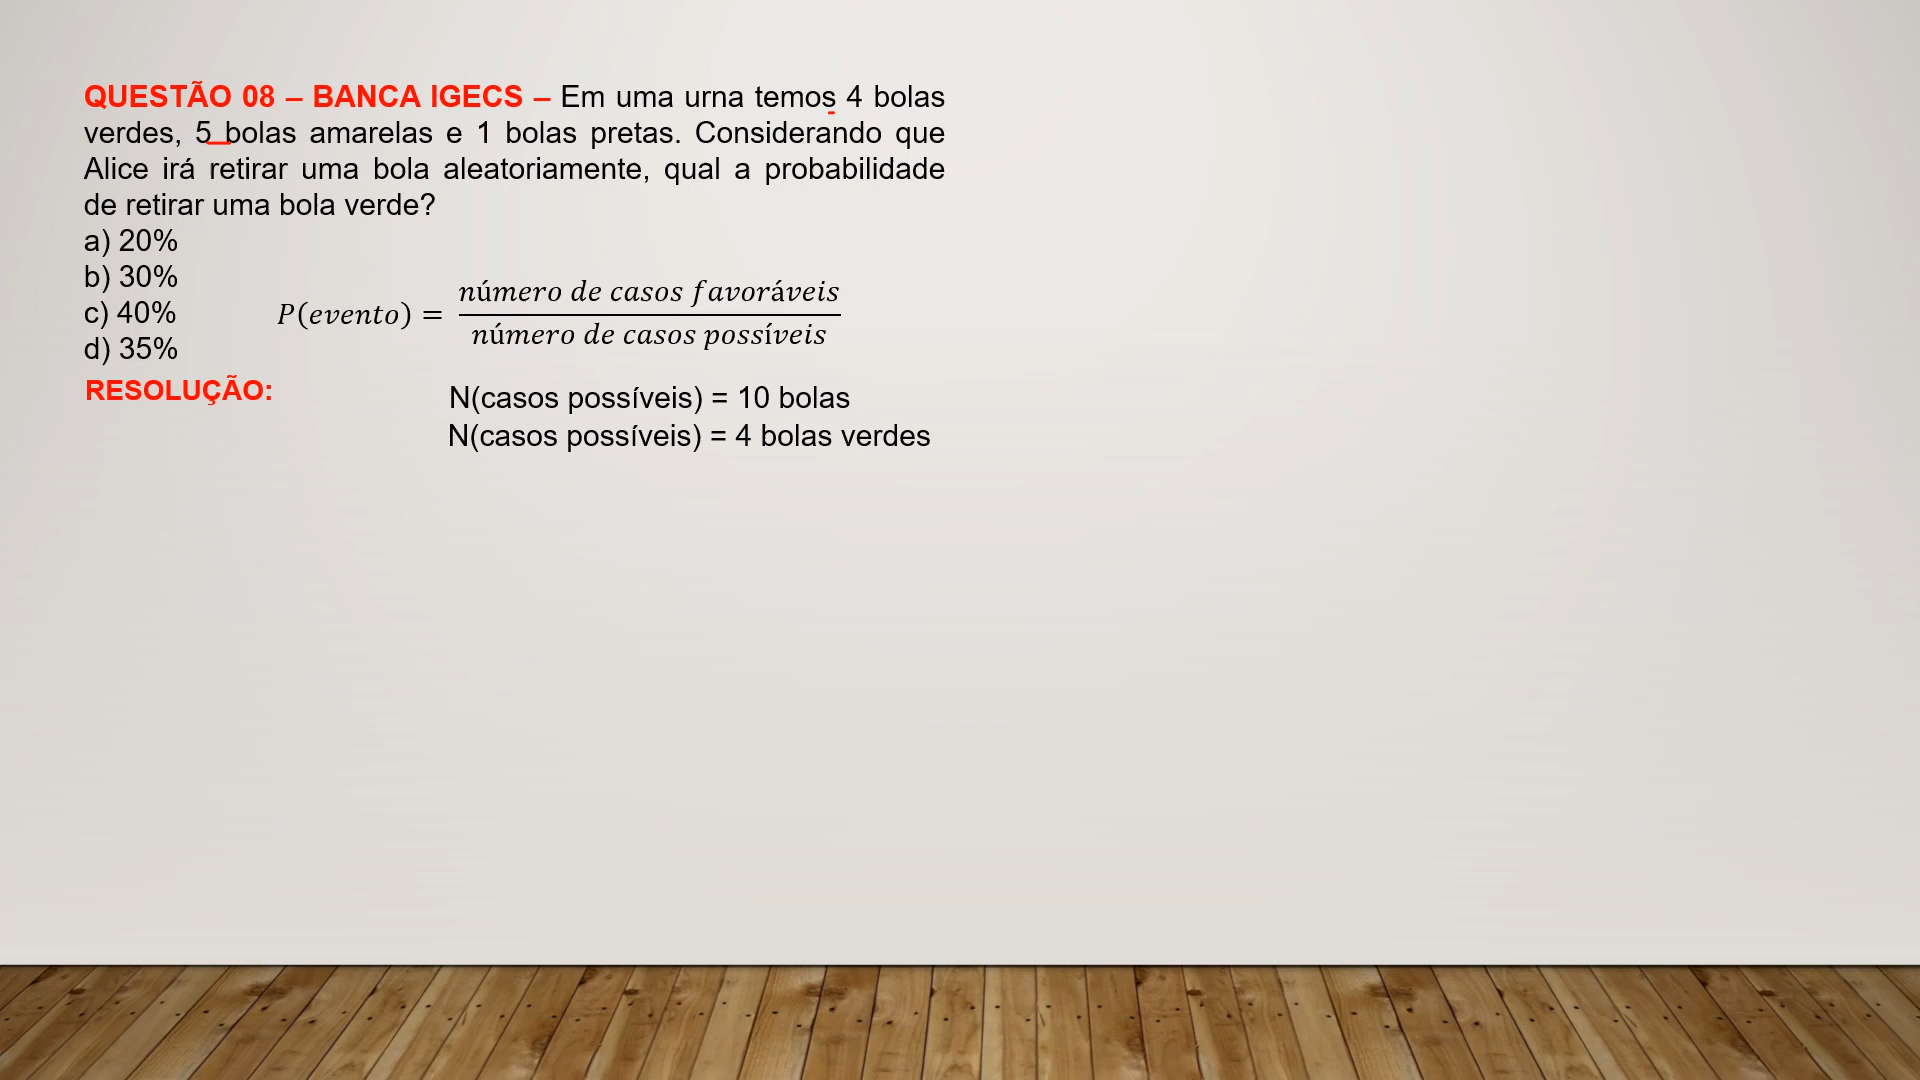 QUESTÃO 08 – BANCA IGECS – Em uma urna temos 4 bolas
verdes, 5 bolas amarelas e 1 bolas pretas. Considerando que
Alice irá retirar uma bola aleatoriamente, qual a probabilidade
de retirar uma bola verde?
a) 20%
b) 30%
c) 40%
d) 35%
P(evento) = número de casos favoráveis
número de casos possíveis
RESOLUÇÃO:
N(casos possíveis) = 10 bolas
N(casos possíveis) = 4 bolas verdes